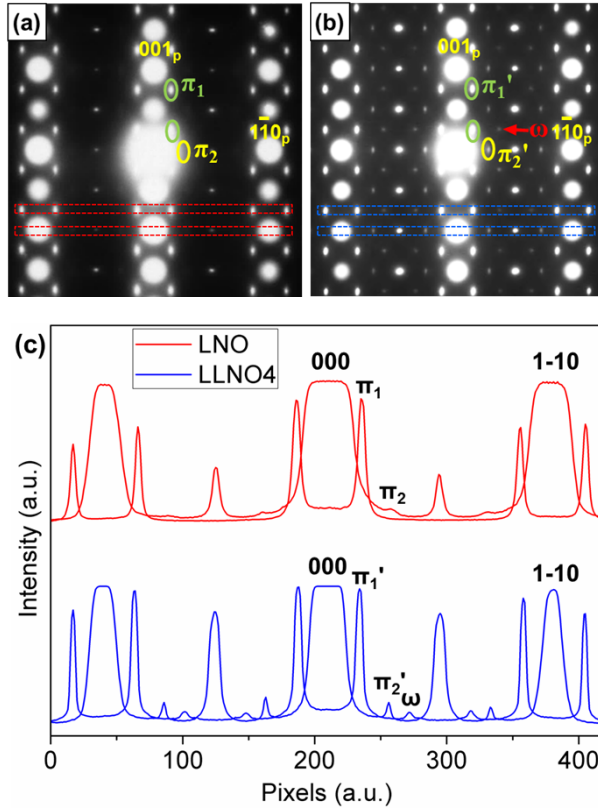 (a)
001p
π1
π2
1̄10p
(b)
001p
π1'
ω
π2'
1̄10p
(c)
LNO
LLNO4
000
1-10
π1
π2
000
1-10
π1'
π2'
ω
Intensity (a.u.)
0
100
200
300
400
Pixels (a.u.)